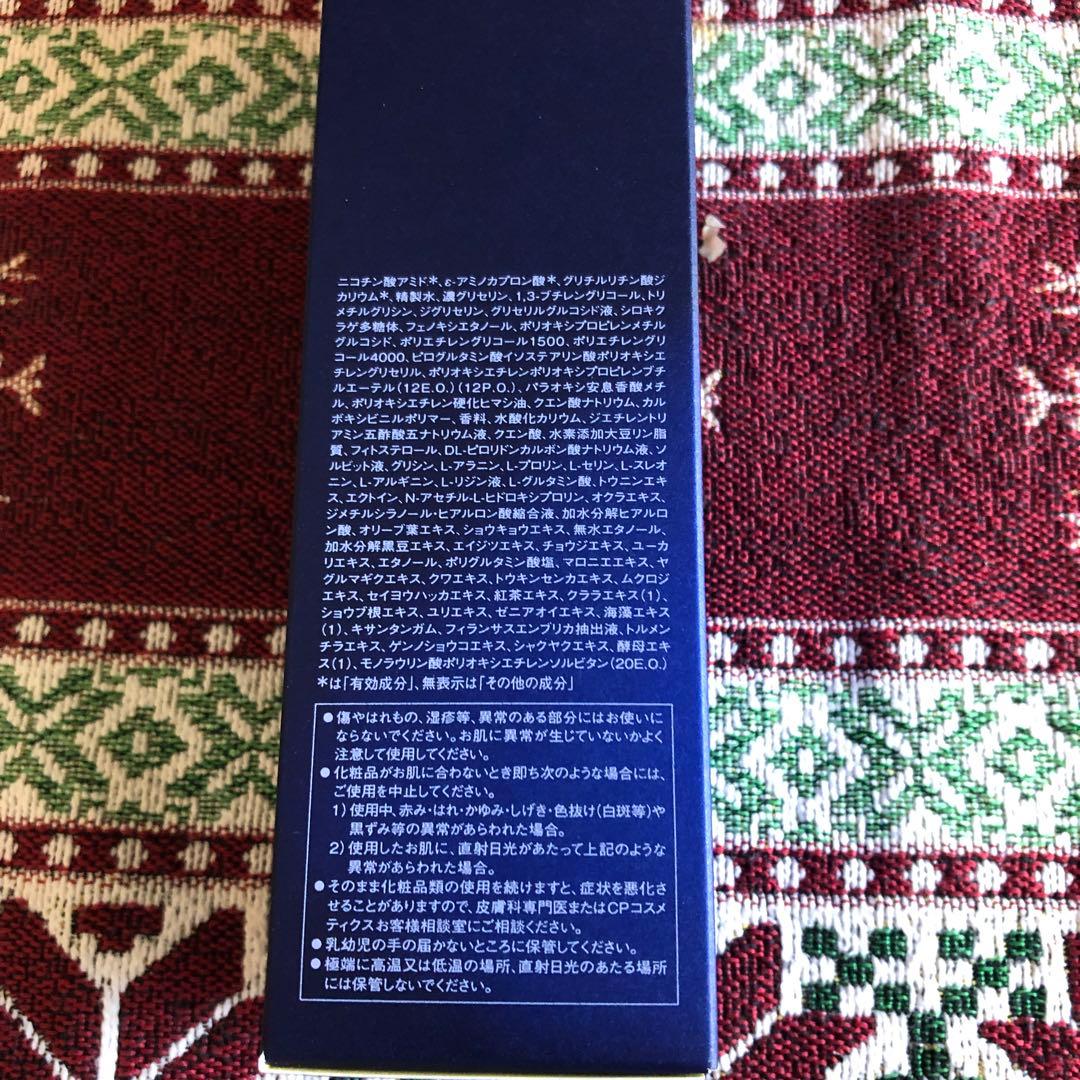 ニコチン酸アミド*、ε-アミノカプロン酸*、グリチルリチン酸ジ
カリウム*、精製水、濃グリセリン、1,3-ブチレングリコール、トリ
メチルグリシン、ジグリセリン、グリセリルグルコシド液、シロキク
ラゲ多糖体、フェノキシエタノール、ポリオキシプロピレンメチル
グルコシド、ポリエチレングリコール1500、ポリエチレングリ
コール4000、ピログルタミン酸イソステアリン酸ポリオキシエ
チレングリセリル、ポリオキシエチレンポリオキシプロピレンブチ
ルエーテル(12E.O.)(12P.O.)、パラオキシ安息香酸メチ
ル、ポリオキシエチレン硬化ヒマシ油、クエン酸ナトリウム、カル
ボキシビニルポリマー、香料、水酸化カリウム、ジエチレントリ
アミン五酢酸五ナトリウム液、クエン酸、水素添加大豆リン脂
質、フィトステロール、DL-ピロリドンカルボン酸ナトリウム液、ソ
ルビット液、グリシン、L-アラニン、L-プロリン、L-セリン、L-スレオ
ニン、L-アルギニン、L-リジン液、L-グルタミン酸、トウニンエキ
ス、エクトイン、N-アセチル-L-ヒドロキシプロリン、オクラエキス、
ジメチルシラノール・ヒアルロン酸縮合液、加水分解ヒアルロ
ン酸、オリーブ葉エキス、ショウキョウエキス、無水エタノール、
加水分解黒豆エキス、エイジツエキス、チョウジエキス、ユーカ
リエキス、エタノール、ポリグルタミン酸塩、マロニエエキス、ヤ
グルマギクエキス、クワエキス、トウキンセンカエキス、ムクロジ
エキス、セイヨウハッカエキス、紅茶エキス、クララエキス(1)、
ショウブ根エキス、ユリエキス、ゼニアオイエキス、海藻エキス
(1)、キサンタンガム、フィランサスエンブリカ抽出液、トルメン
チラエキス、ゲンノショウコエキス、シャクヤクエキス、酵母エキ
ス(1)、モノラウリン酸ポリオキシエチレンソルビタン(20E.O.)
*は「有効成分」、無表示は「その他の成分」
●傷やはれもの、湿疹等、異常のある部分にはお使いに
ならないでください。お肌に異常が生じていないかよく
注意して使用してください。
●化粧品がお肌に合わないとき即ち次のような場合には、
ご使用を中止してください。
1)使用中、赤み・はれ・かゆみ・しげき・色抜け(白斑等)や
黒ずみ等の異常があらわれた場合。
2)使用したお肌に、直射日光があたって上記のような
異常があらわれた場合。
●そのまま化粧品類の使用を続けますと、症状を悪化さ
せることがありますので、皮膚科専門医またはCPコスメ
ティクスお客様相談室にご相談ください。
●乳幼児の手の届かないところに保管してください。
●極端に高温又は低温の場所、直射日光のあたる場所
には保管しないでください。